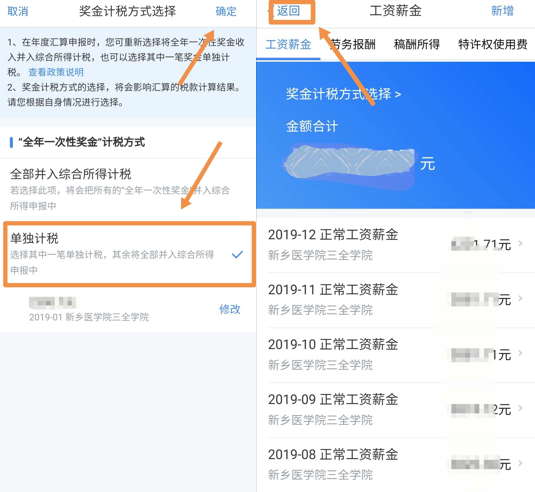 取消
奖金计税方式选择
确定
1、在年度汇算申报时，您可重新选择将全年一次性奖金收
入并入综合所得计税，也可以选择其中一笔奖金单独计
税。 查看政策说明
2、奖金计税方式的选择，将会影响汇算的税款计算结果。
请您根据自身情况进行选择。
“全年一次性奖金”计税方式
全部并入综合所得计税
若选择此项，将会把所有的“全年一次性奖金”并入综合
所得申报中
单独计税
选择其中一笔单独计税，其余将全部并入综合所得
申报中
2019-01 新乡医学院三全学院
修改
返回
工资薪金
新增
工资薪金
劳务报酬
稿酬所得
特许权使用费
奖金计税方式选择 >
金额合计
元
2019-12 正常工资薪金
新乡医学院三全学院
1.71元 >
2019-11 正常工资薪金
新乡医学院三全学院
元 >
2019-10 正常工资薪金
新乡医学院三全学院
1元 >
2019-09 正常工资薪金
新乡医学院三全学院
2元 >
2019-08 正常工资薪金
新乡医学院三全学院
元 >